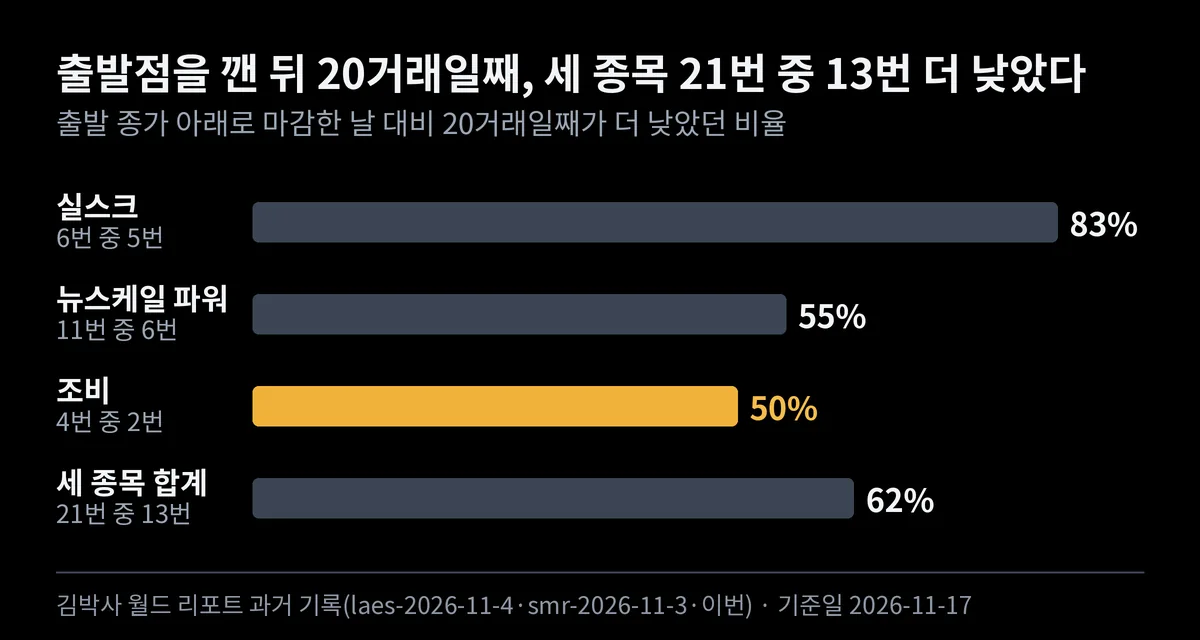 출발점을 깬 뒤 20거래일째, 세 종목 21번 중 13번 더 낮았다
출발 종가 아래로 마감한 날 대비 20거래일째가 더 낮았던 비율
실스크
6번 중 5번
83%
뉴스케일 파워
11번 중 6번
55%
조비
4번 중 2번
50%
세 종목 합계
21번 중 13번
62%
김박사 월드 리포트 과거 기록(laes-2026-11-4·smr-2026-11-3·이번) · 기준일 2026-11-17